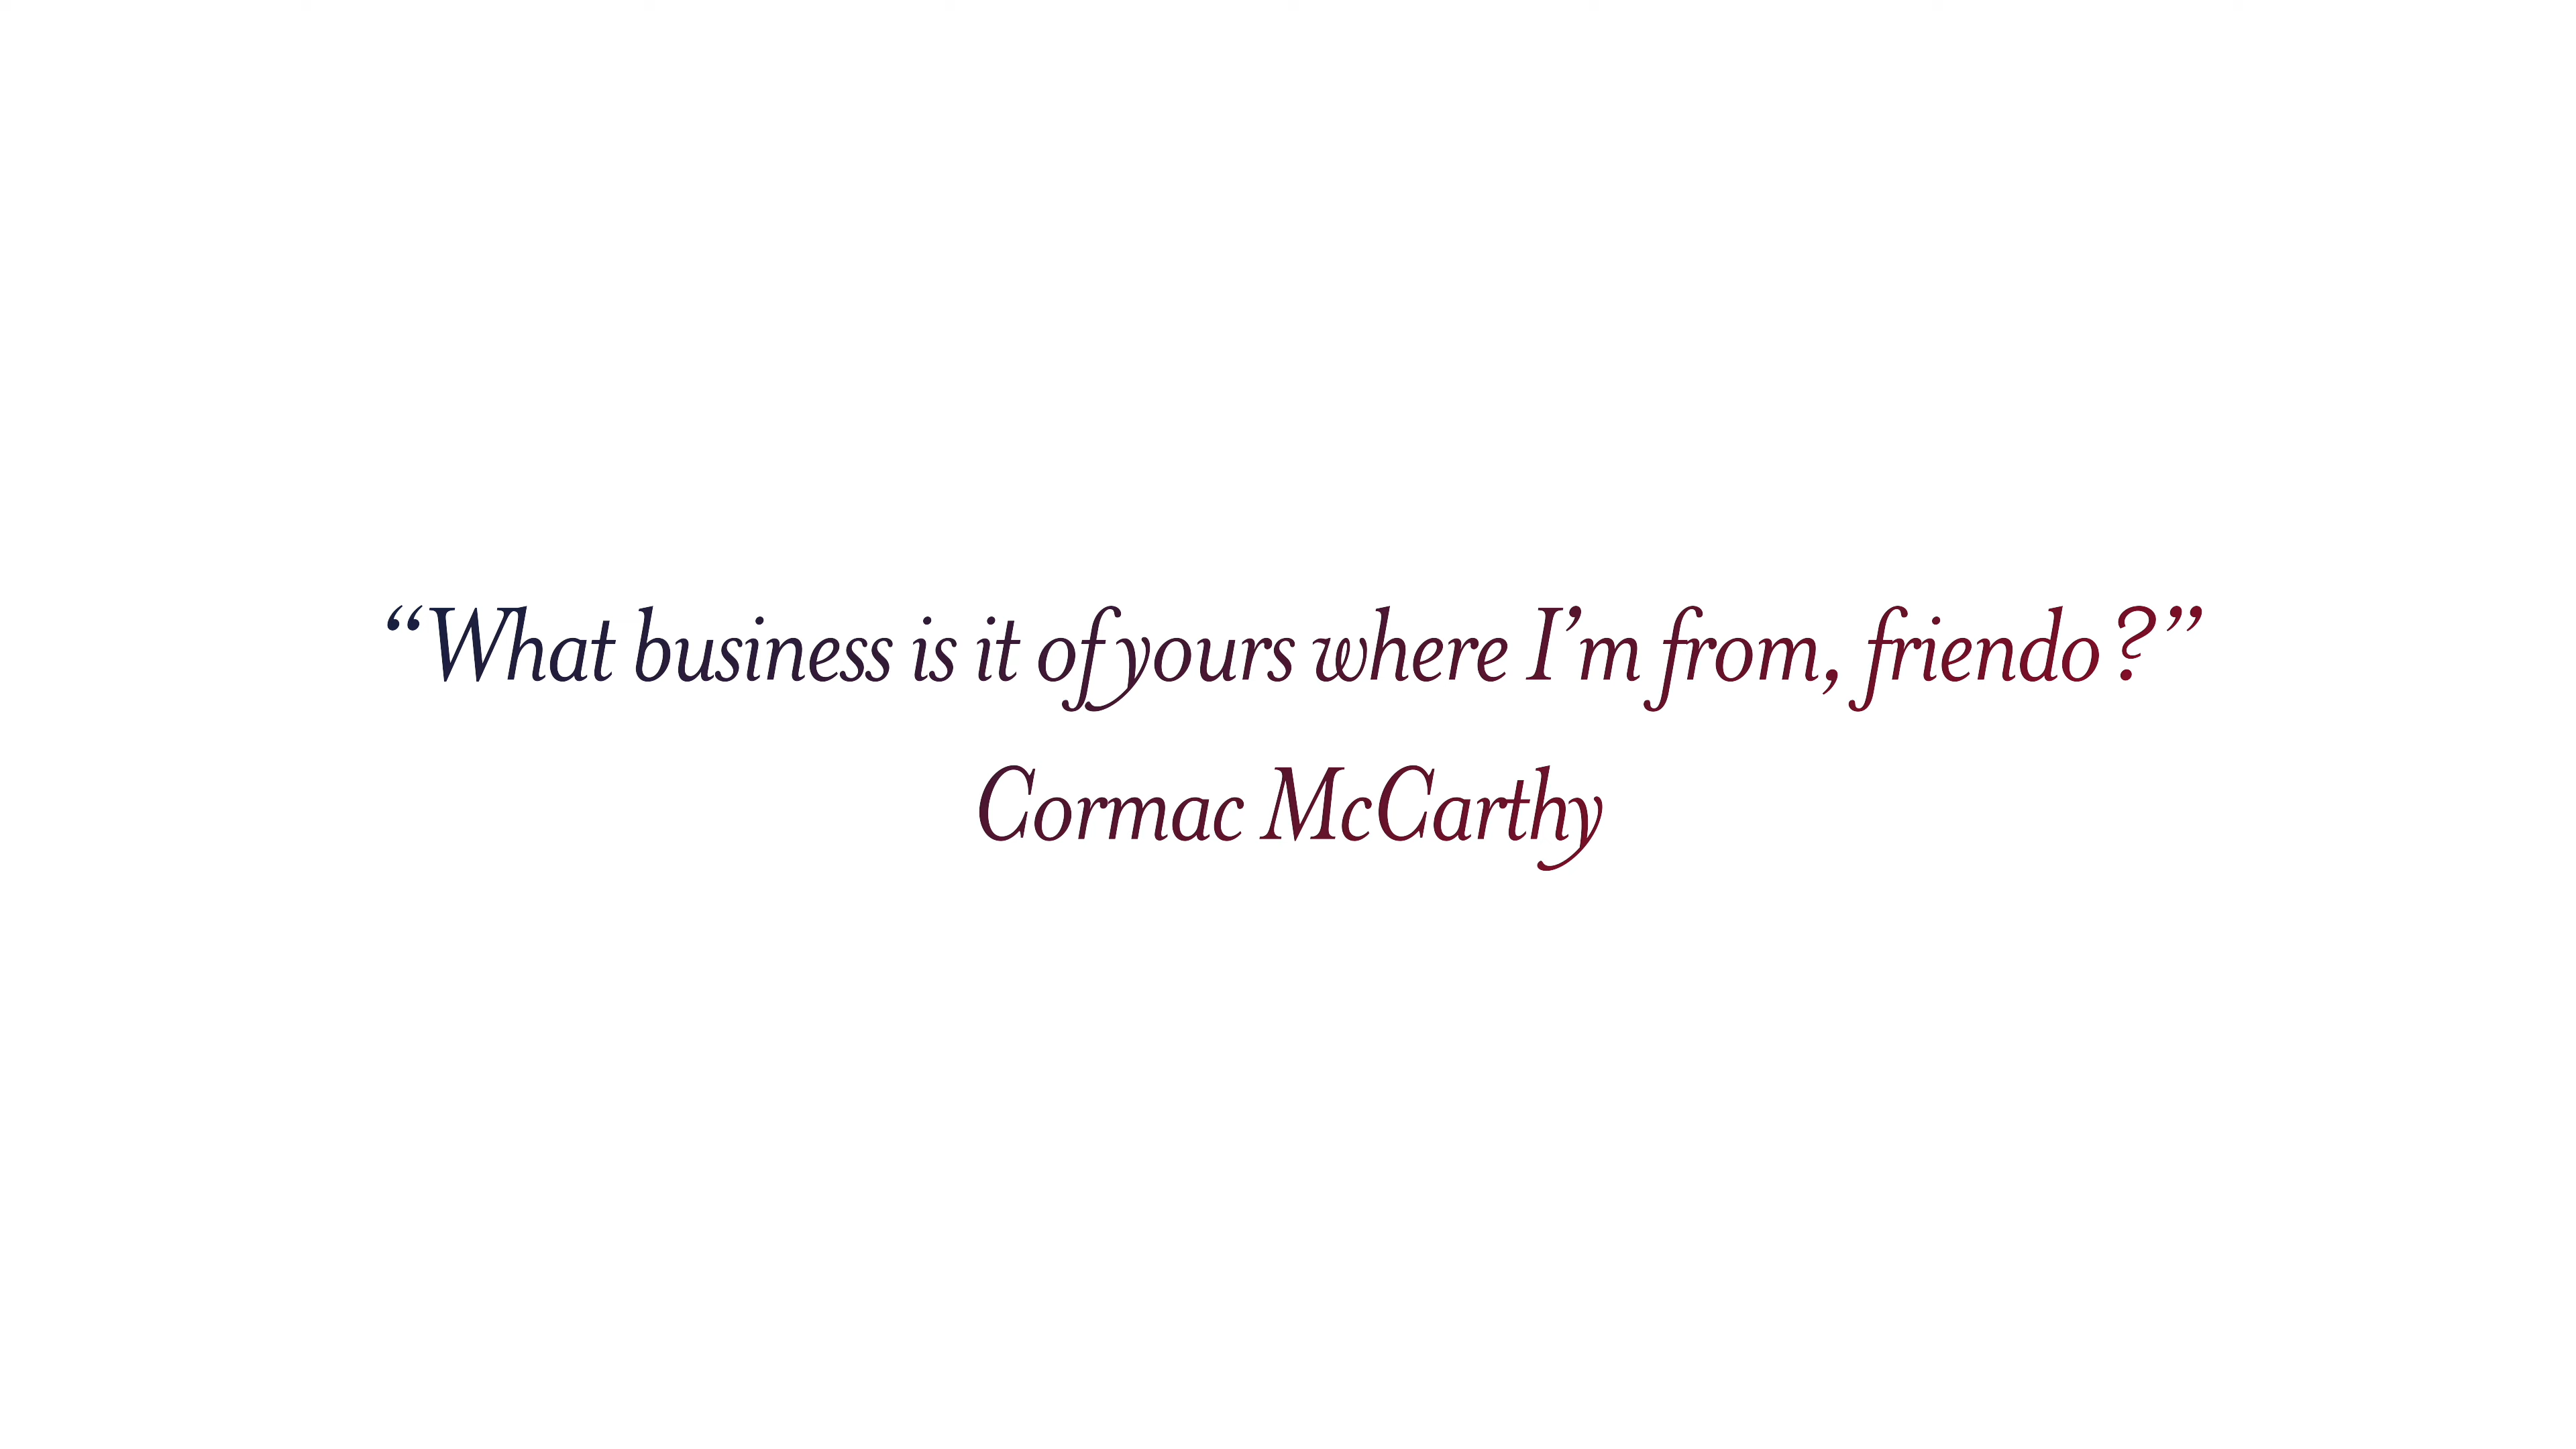 “What business is it of yours where I’m from, friendo?”
Cormac McCarthy